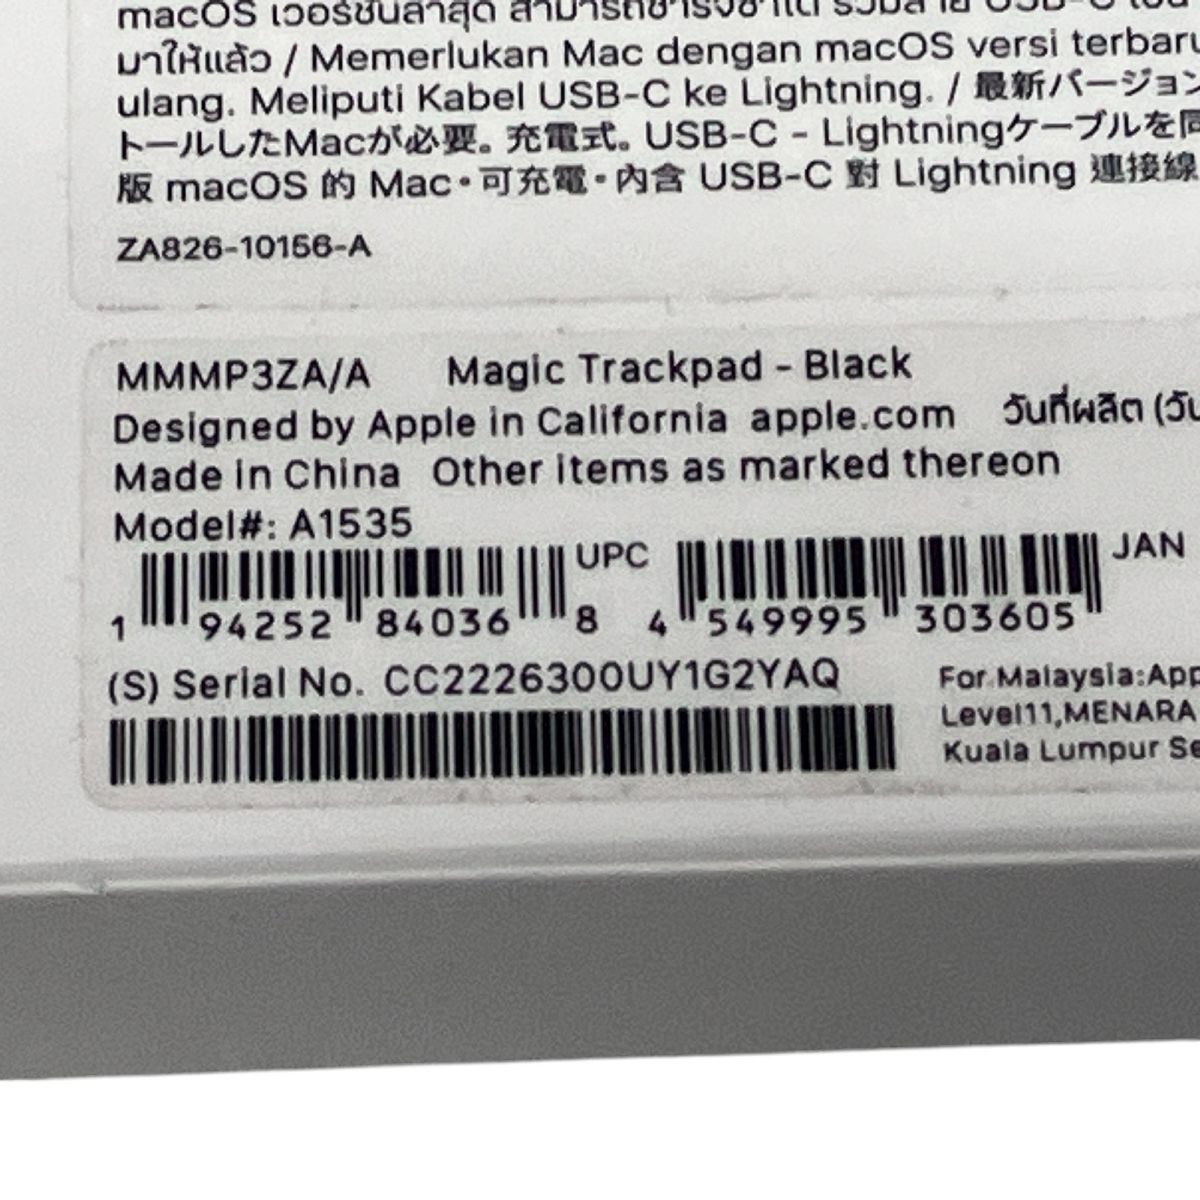 macOS เวอร์ชั่นล่าสุด สามารถชาร์จซ้ำได้ รวมสาย USB-C
มาให้แล้ว / Memerlukan Mac dengan macOS versi terbaru
ulang. Meliputi Kabel USB-C ke Lightning. / 最新バージョン
トールしたMacが必要。充電式。USB-C - Lightningケーブルを同
版 macOS 的 Mac・可充電・內含 USB-C 對 Lightning 連接線
ZA826-10156-A
MMMP3ZA/A Magic Trackpad - Black
Designed by Apple in California apple.com วันที่ผลิต (วัน
Made in China Other items as marked thereon
Model#: A1535
UPC JAN
1 94252 84036 8 4 549995 303605
(S) Serial No. CC2226300UY1G2YAQ
For Malaysia:App
Level11,MENARA
Kuala Lumpur Se